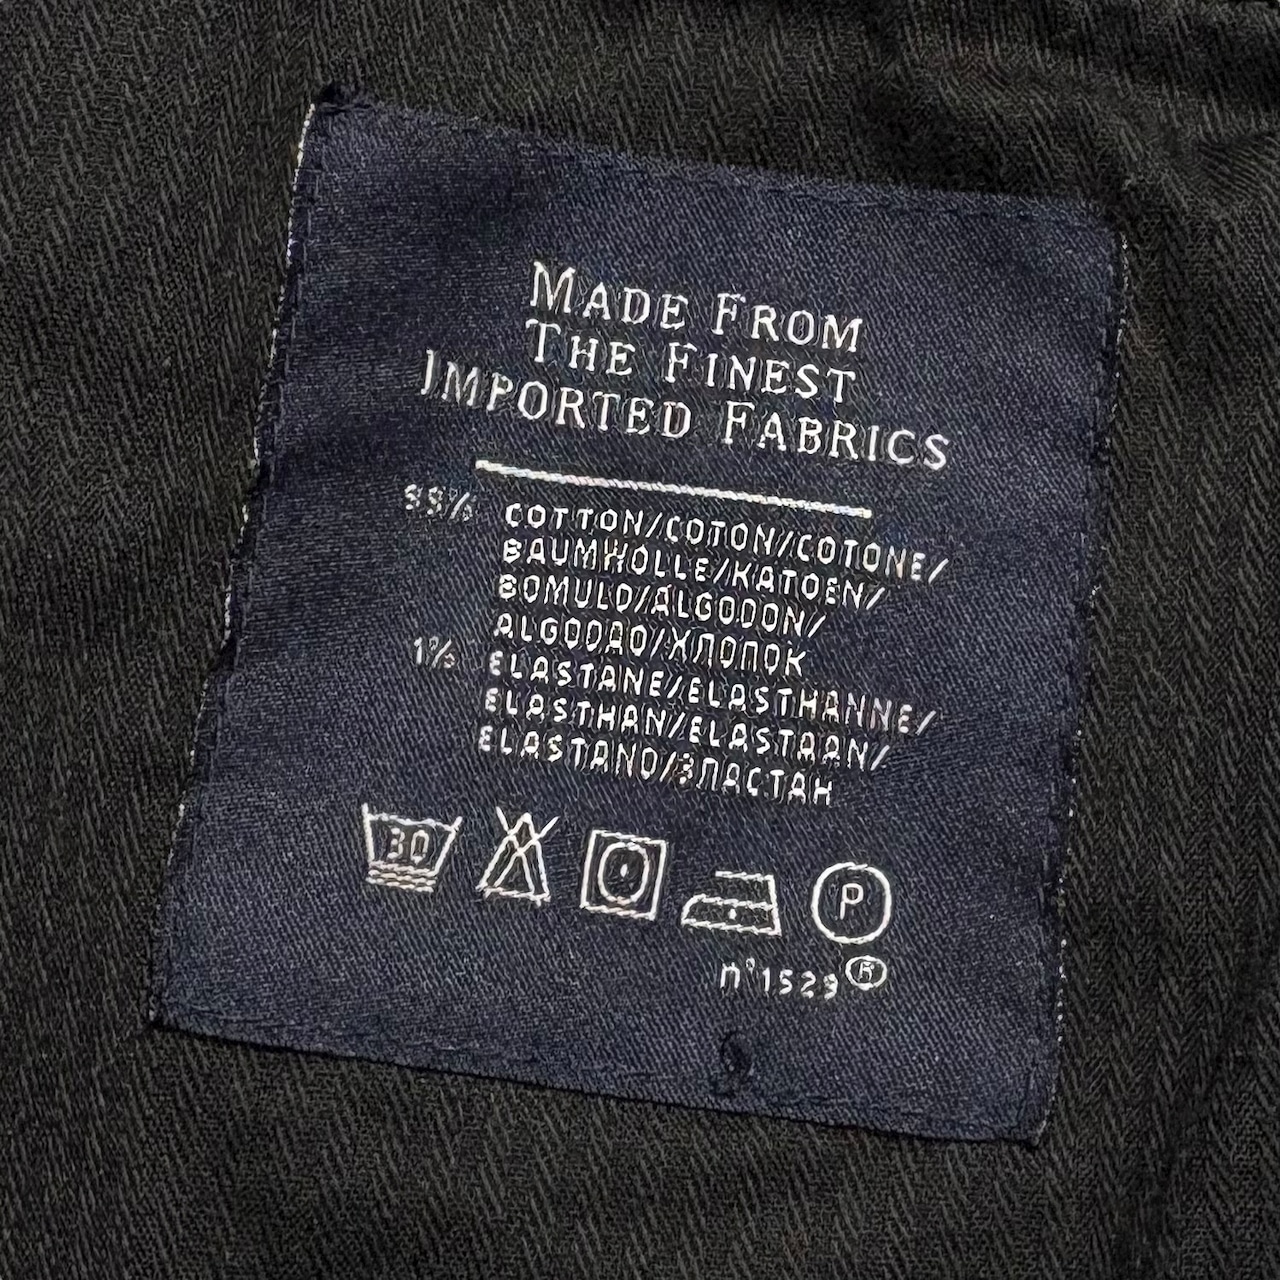 MADE FROM
THE FINEST
IMPORTED FABRICS
99% COTTON/COTON/COTONE/
BAUMWOLLE/KATOEN/
BOMULD/ALGODON/
ALGODAO/ХЛОПОК
1% ELASTANE/ELASTHANNE/
ELASTHAN/ELASTAAN/
ELASTANO/ЭЛАСТАН
30
P
n°1529®